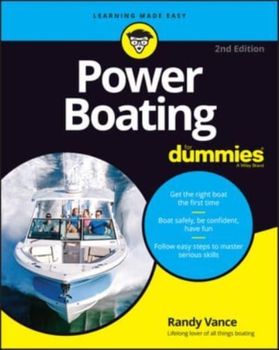 LEARNING MADE EASY
2nd Edition
Power
Boating
for
dummies
A Wiley Brand
Get the right boat
the first time
Boat safely, be confident,
have fun
Follow easy steps to master
serious skills
Randy Vance
Lifelong lover of all things boating